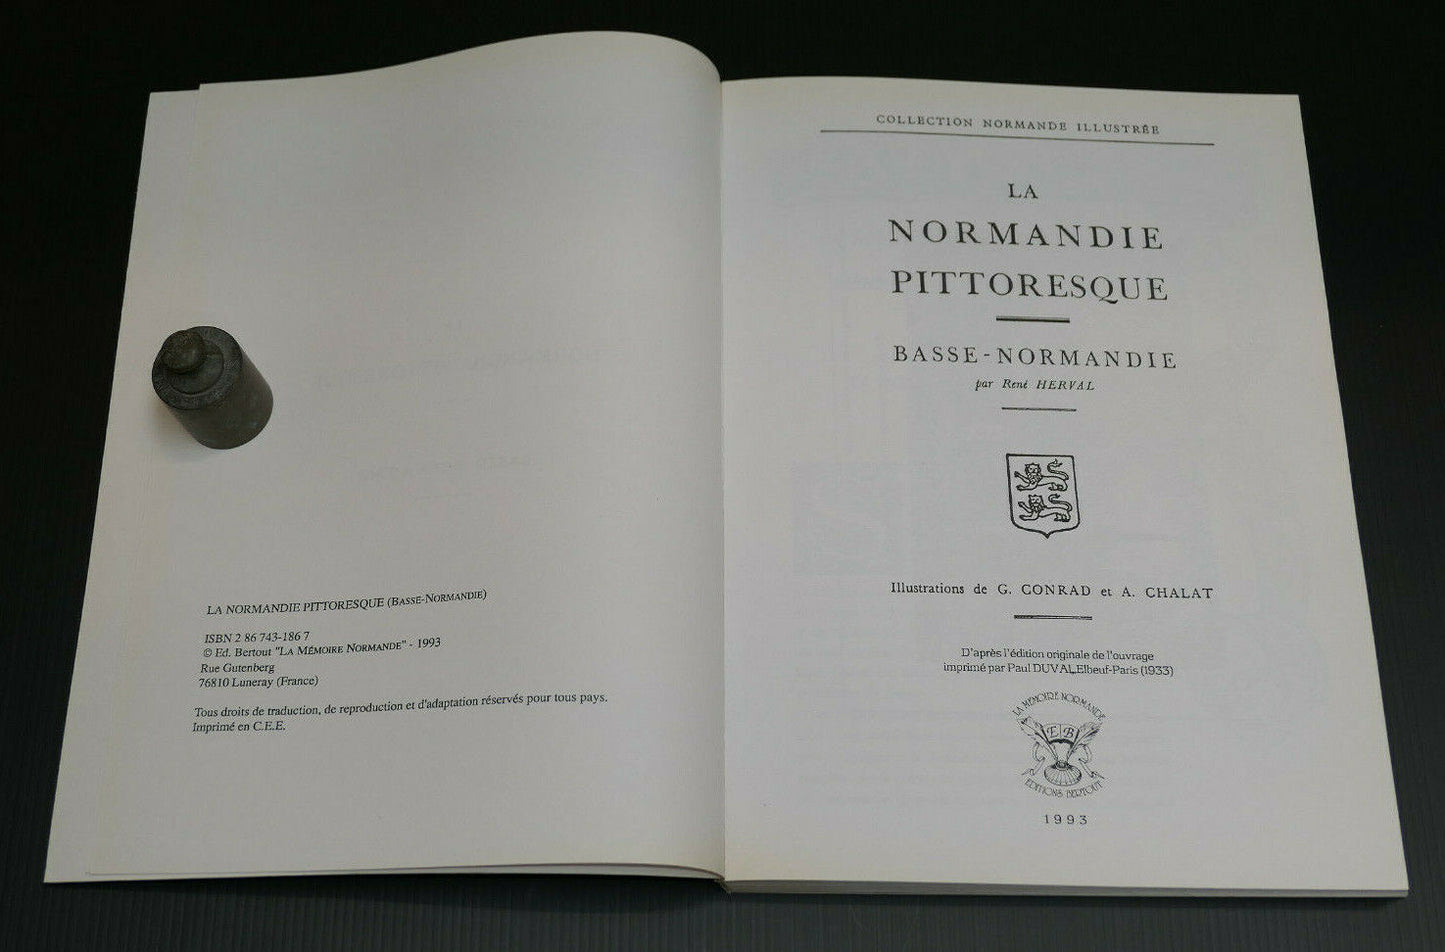 LA NORMANDIE PITTORESQUE (BASSE-NORMANDIE)
ISBN 2 86 743-186 7
© Ed. Bertout "LA MÉMOIRE NORMANDE" - 1993
Rue Gutenberg
76810 Luneray (France)
Tous droits de traduction, de reproduction et d'adaptation réservés pour tous pays.
Imprimé en C.E.E.
COLLECTION NORMANDE ILLUSTRÉE
LA
NORMANDIE
PITTORESQUE
BASSE-NORMANDIE
par René HERVAL
Illustrations de G. CONRAD et A. CHALAT
D'après l'édition originale de l'ouvrage
imprimé par Paul DUVAL, Elbeuf-Paris (1933)
LA MÉMOIRE NORMANDE
E B
EDITIONS BERTOUT
1993